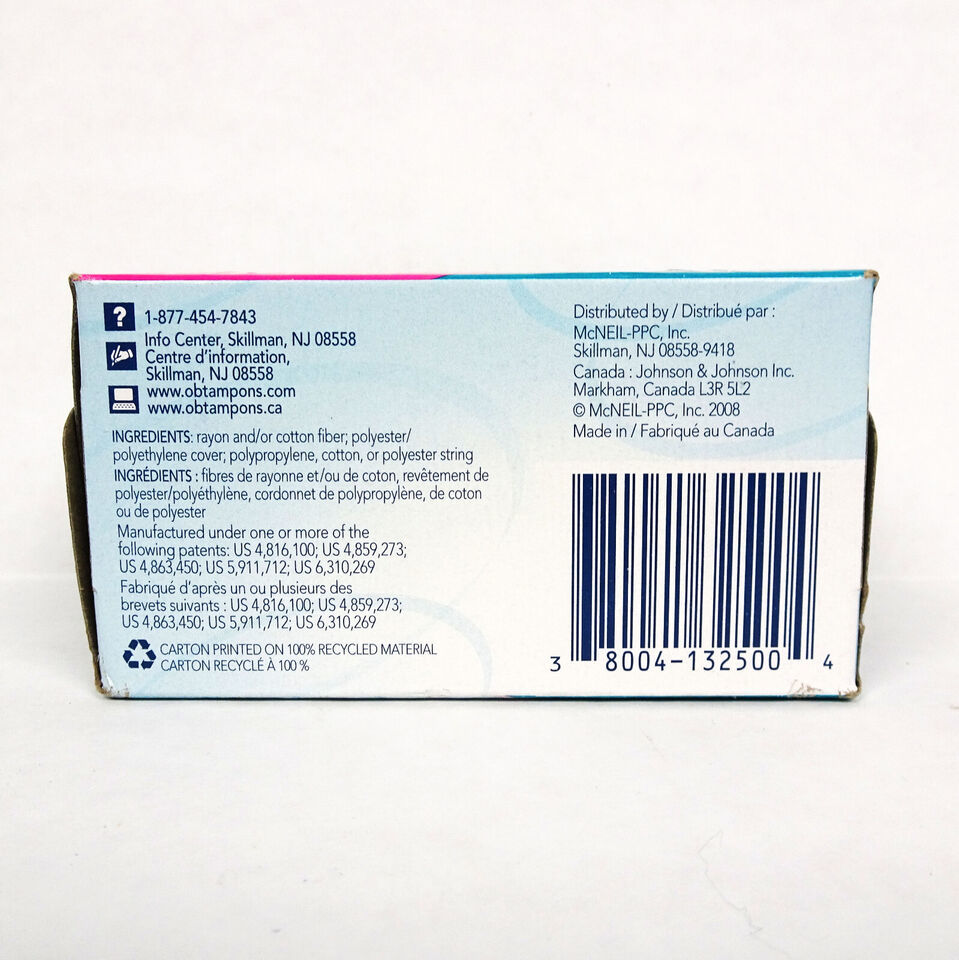 ?
1-877-454-7843
Info Center, Skillman, NJ 08558
Centre d'information,
Skillman, NJ 08558
www.obtampons.com
www.obtampons.ca
INGREDIENTS: rayon and/or cotton fiber; polyester/
polyethylene cover; polypropylene, cotton, or polyester string
INGRÉDIENTS : fibres de rayonne et/ou de coton, revêtement de
polyester/polyéthylène, cordonnet de polypropylène, de coton
ou de polyester
Manufactured under one or more of the
following patents: US 4,816,100; US 4,859,273;
US 4,863,450; US 5,911,712; US 6,310,269
Fabriqué d'après un ou plusieurs des
brevets suivants : US 4,816,100; US 4,859,273;
US 4,863,450; US 5,911,712; US 6,310,269
CARTON PRINTED ON 100% RECYCLED MATERIAL
CARTON RECYCLÉ À 100 %
Distributed by / Distribué par :
McNEIL-PPC, Inc.
Skillman, NJ 08558-9418
Canada : Johnson & Johnson Inc.
Markham, Canada L3R 5L2
© McNEIL-PPC, Inc. 2008
Made in / Fabriqué au Canada
3 8004-132500 4